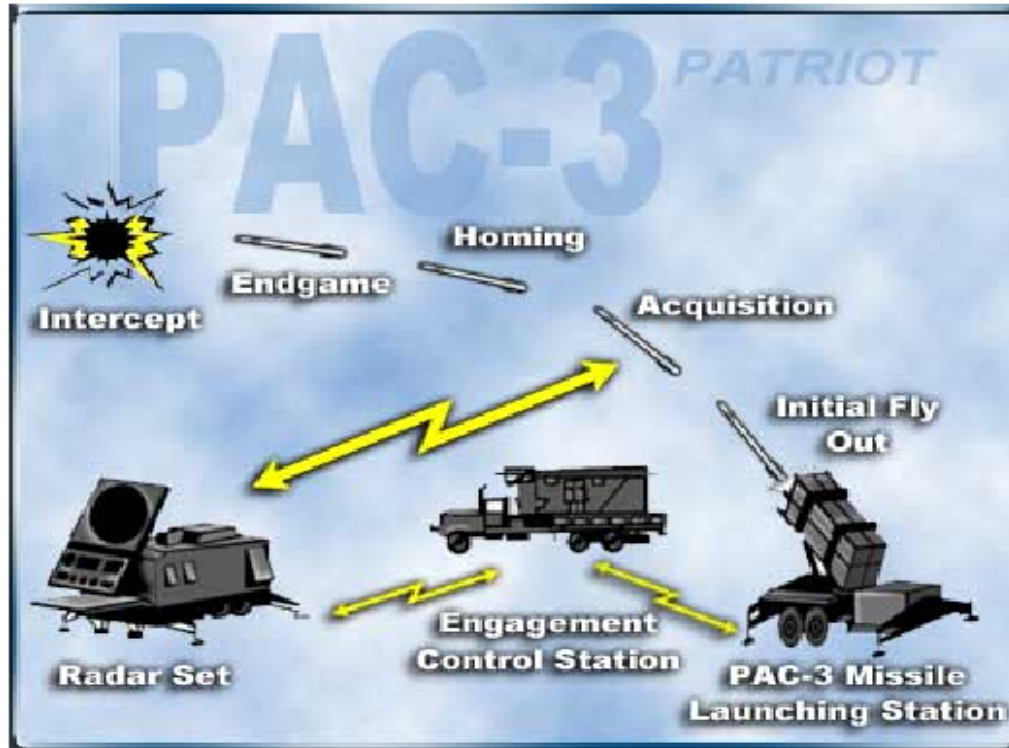 PAC-3 PATRIOT
Homing
Endgame
Intercept
Acquisition
Initial Fly
Out
Engagement
Control Station
Radar Set
PAC-3 Missile
Launching Station